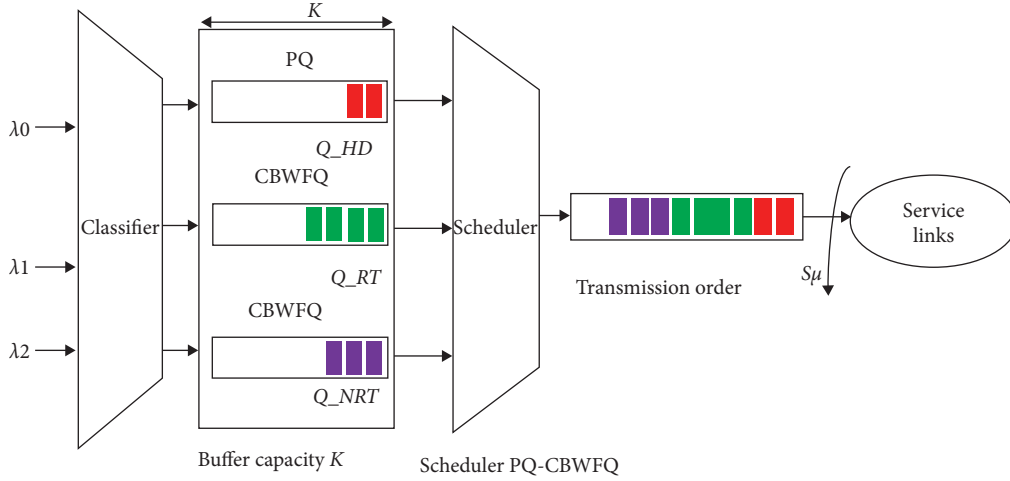 K
PQ
λ0
Q_HD
CBWFQ
Classifier
Scheduler
Service
links
λ1
Q_RT
Sμ
Transmission order
CBWFQ
λ2
Q_NRT
Buffer capacity K
Scheduler PQ-CBWFQ